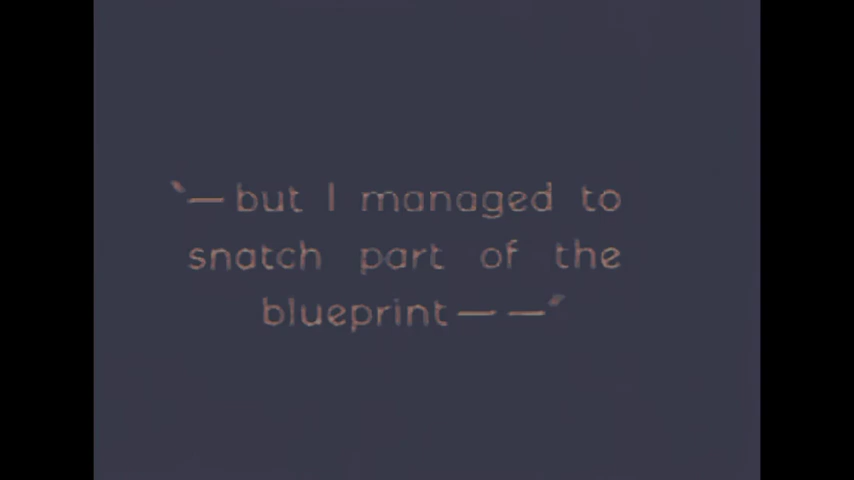 ‵—but I managed to
snatch part of the
blueprint— —′